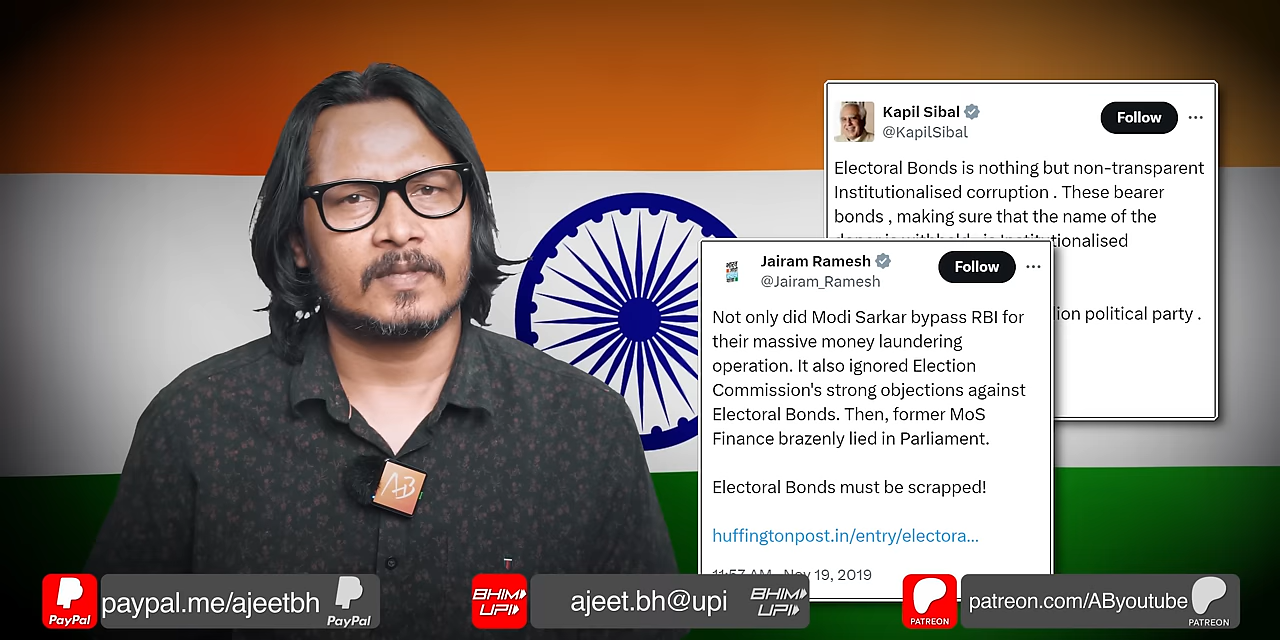 Kapil Sibal
@KapilSibal
Follow
Electoral Bonds is nothing but non-transparent
Institutionalised corruption . These bearer
bonds , making sure that the name of the
tionalised
ion political party .
Jairam Ramesh
@Jairam_Ramesh
Follow
Not only did Modi Sarkar bypass RBI for
their massive money laundering
operation. It also ignored Election
Commission's strong objections against
Electoral Bonds. Then, former MoS
Finance brazenly lied in Parliament.
Electoral Bonds must be scrapped!
huffingtonpost.in/entry/electora...
11:57 AM · Nov 19, 2019
AB
PayPal
paypal.me/ajeetbh
PayPal
BHIM
UPI
ajeet.bh@upi
BHIM
UPI
PATREON
patreon.com/AByoutube
PATREON